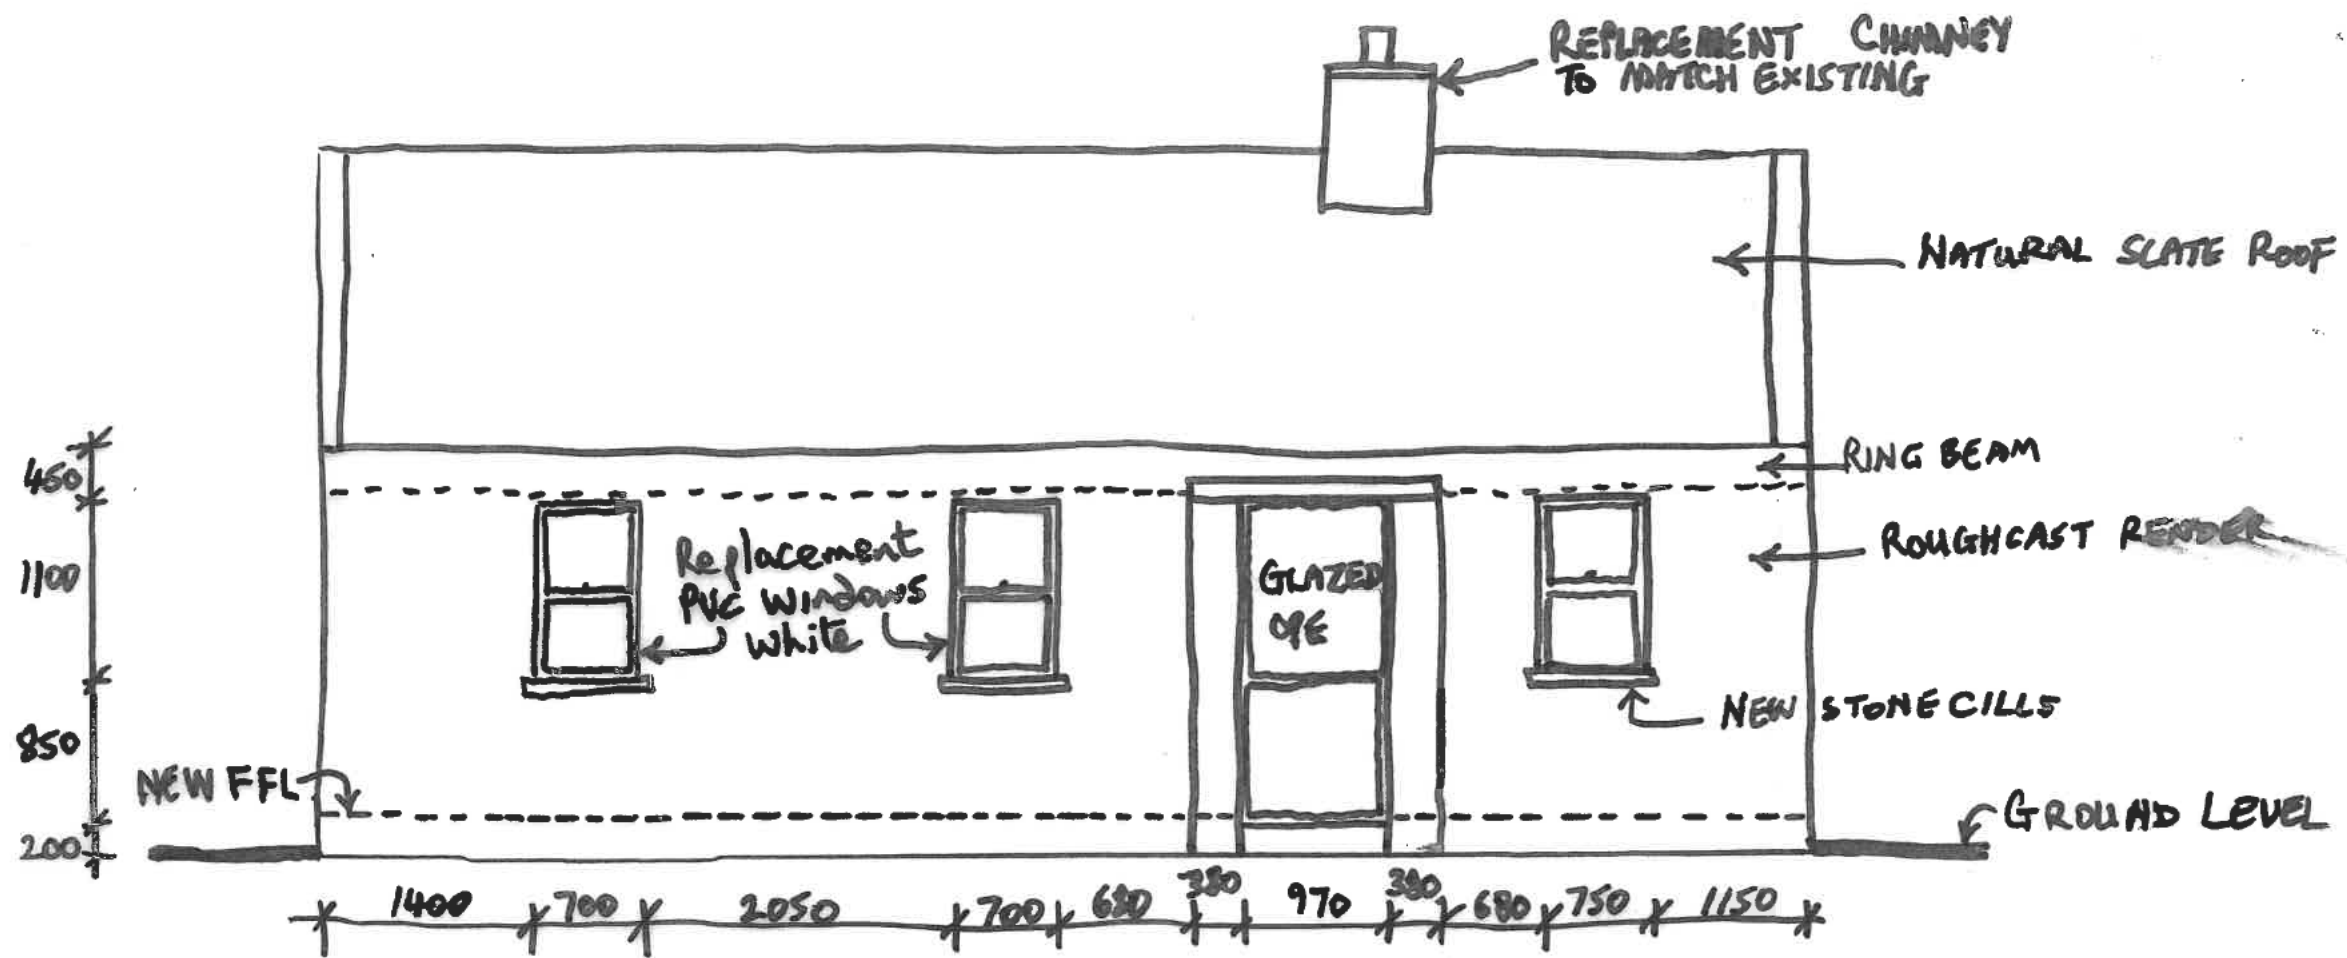 REPLACEMENT CHIMNEY
TO MATCH EXISTING
NATURAL SLATE ROOF
RING BEAM
450
ROUGHCAST RENDER
Replacement
PVC WINDOWS
White
GLAZED
OPE
1100
NEW STONE CILLS
850
NEW FFL
GROUND LEVEL
200
1400 700 2050 700 680 380 970 380 680 750 1150